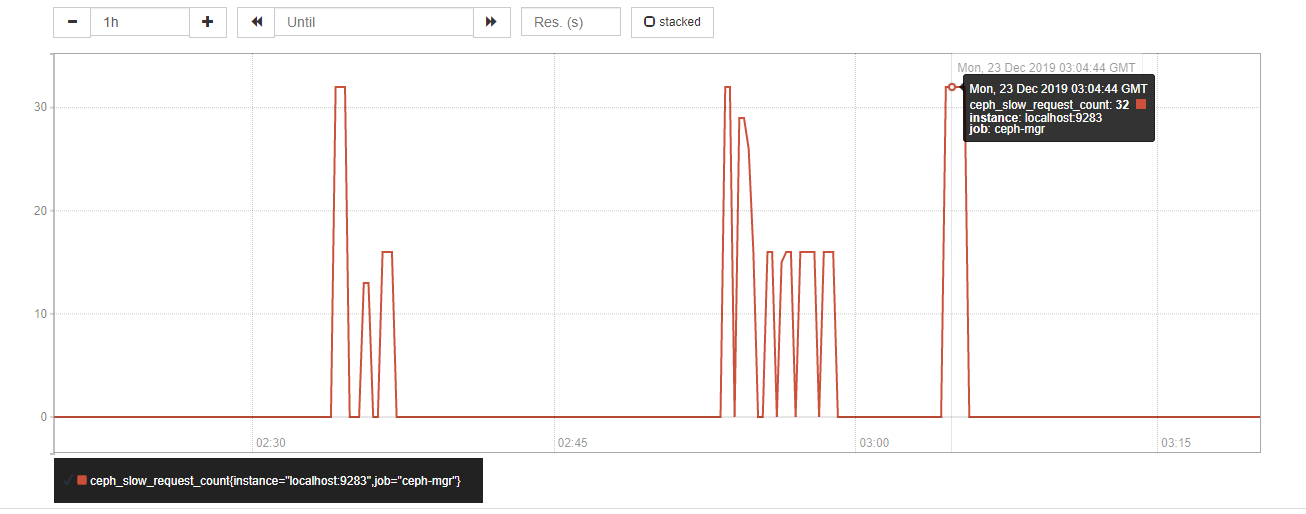 1h Until Res. (s) stacked
Mon, 23 Dec 2019 03:04:44 GMT
Mon, 23 Dec 2019 03:04:44 GMT
ceph_slow_request_count: 32
instance: localhost:9283
job: ceph-mgr
30
20
10
0
02:30 02:45 03:00 03:15
✓ ceph_slow_request_count{instance="localhost:9283",job="ceph-mgr"}